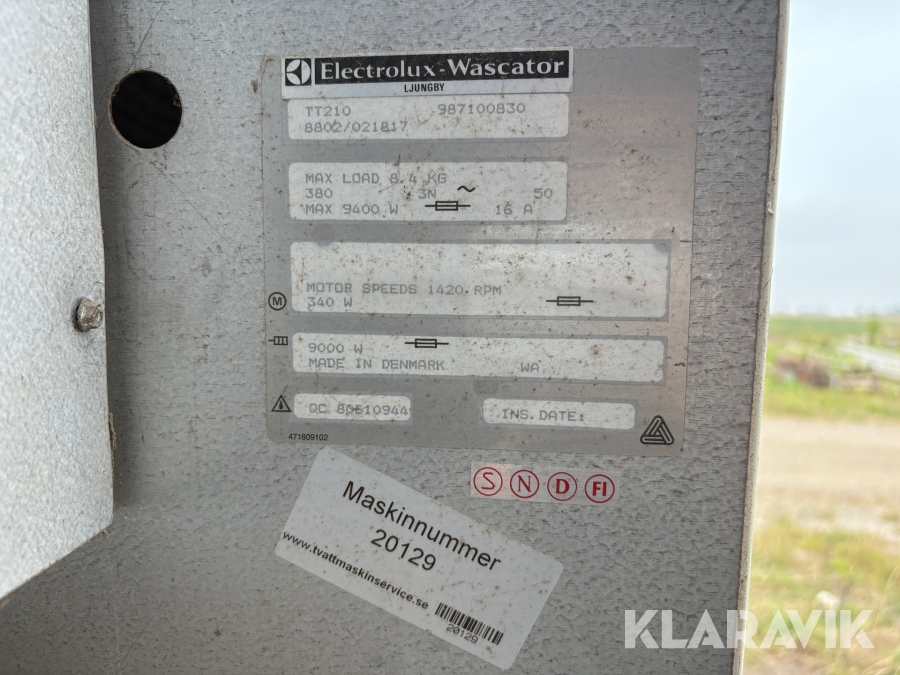 Electrolux-Wascator
LJUNGBY
TT210 987100830
8802/021817
MAX LOAD 8.4 KG
380 3N ~ 50
MAX 9400 W 16 A
MOTOR SPEEDS 1420 RPM
M 340 W
9000 W
MADE IN DENMARK WA
QC 80610944 INS.DATE:
471809102
S N D FI
Maskinnummer
20129
www.tvattmaskinservice.se
20129
KLARAVIK